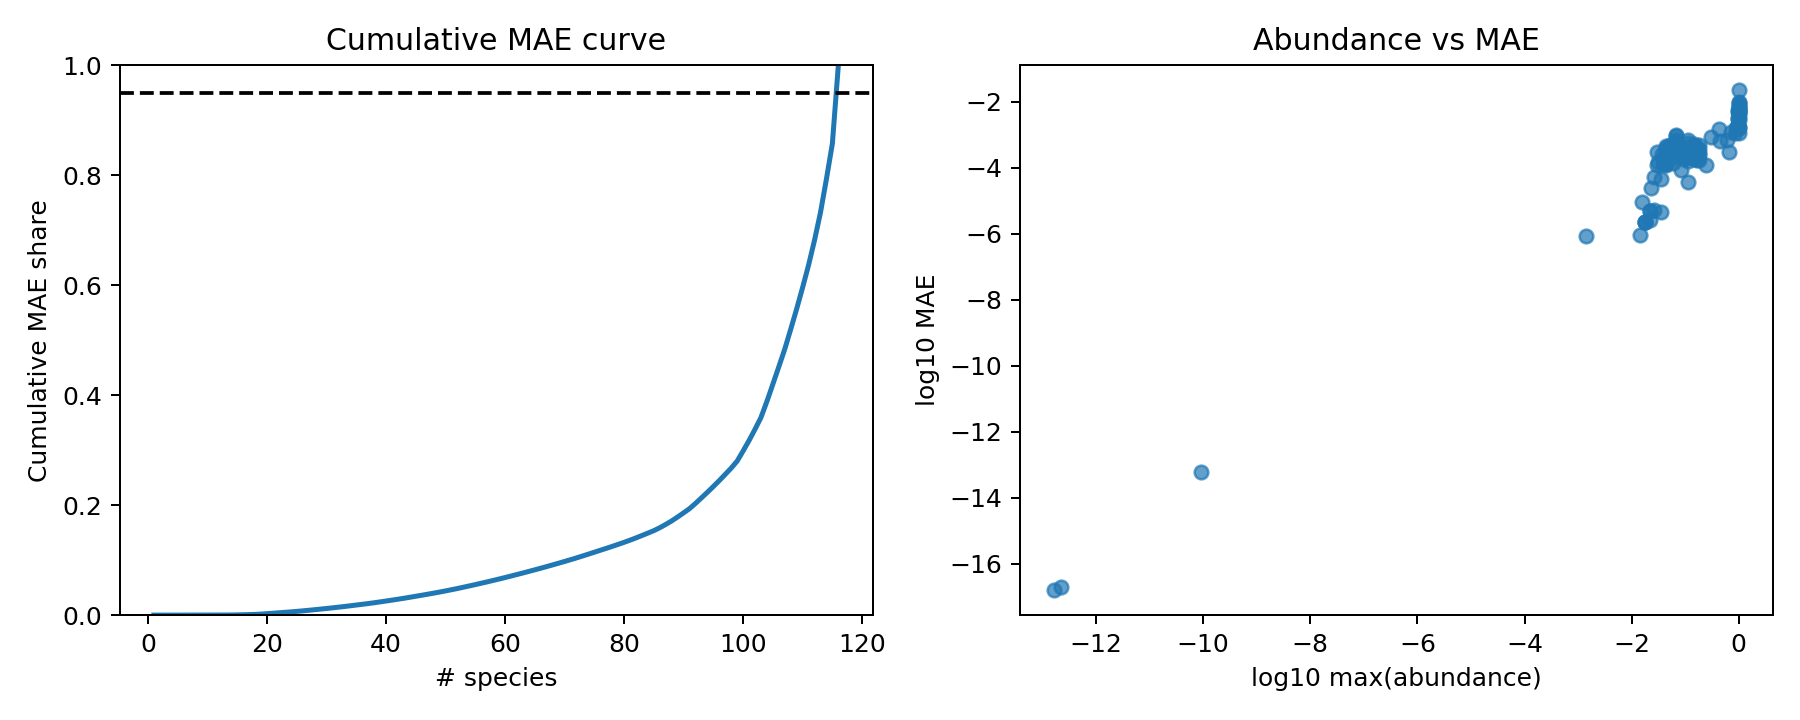 Cumulative MAE curve
1.0
0.8
0.6
0.4
0.2
0.0
Cumulative MAE share
0 20 40 60 80 100 120
# species
Abundance vs MAE
−2
−4
−6
−8
−10
−12
−14
−16
log10 MAE
−12 −10 −8 −6 −4 −2 0
log10 max(abundance)